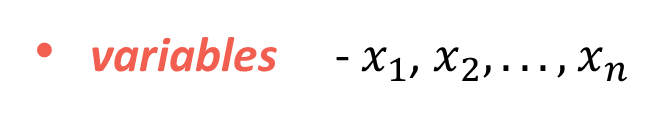 • variables - x₁, x₂,..., xₙ